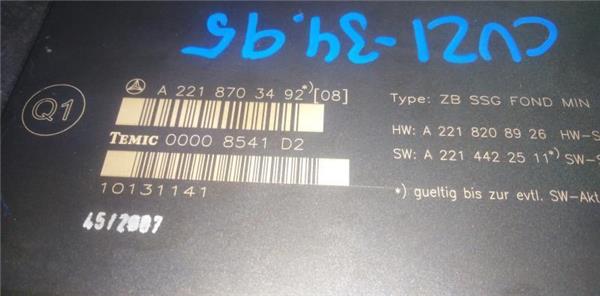 CVZI-34.95
Q1
A 221 870 34 92*)[08]
TEMIC 0000 8541 D2
10131141
45/2007
Type: ZB SSG FOND MIN
HW: A 221 820 89 26 HW-S
SW: A 221 442 25 11*) SW-S
*) gueltig bis zur evtl. SW-Akt